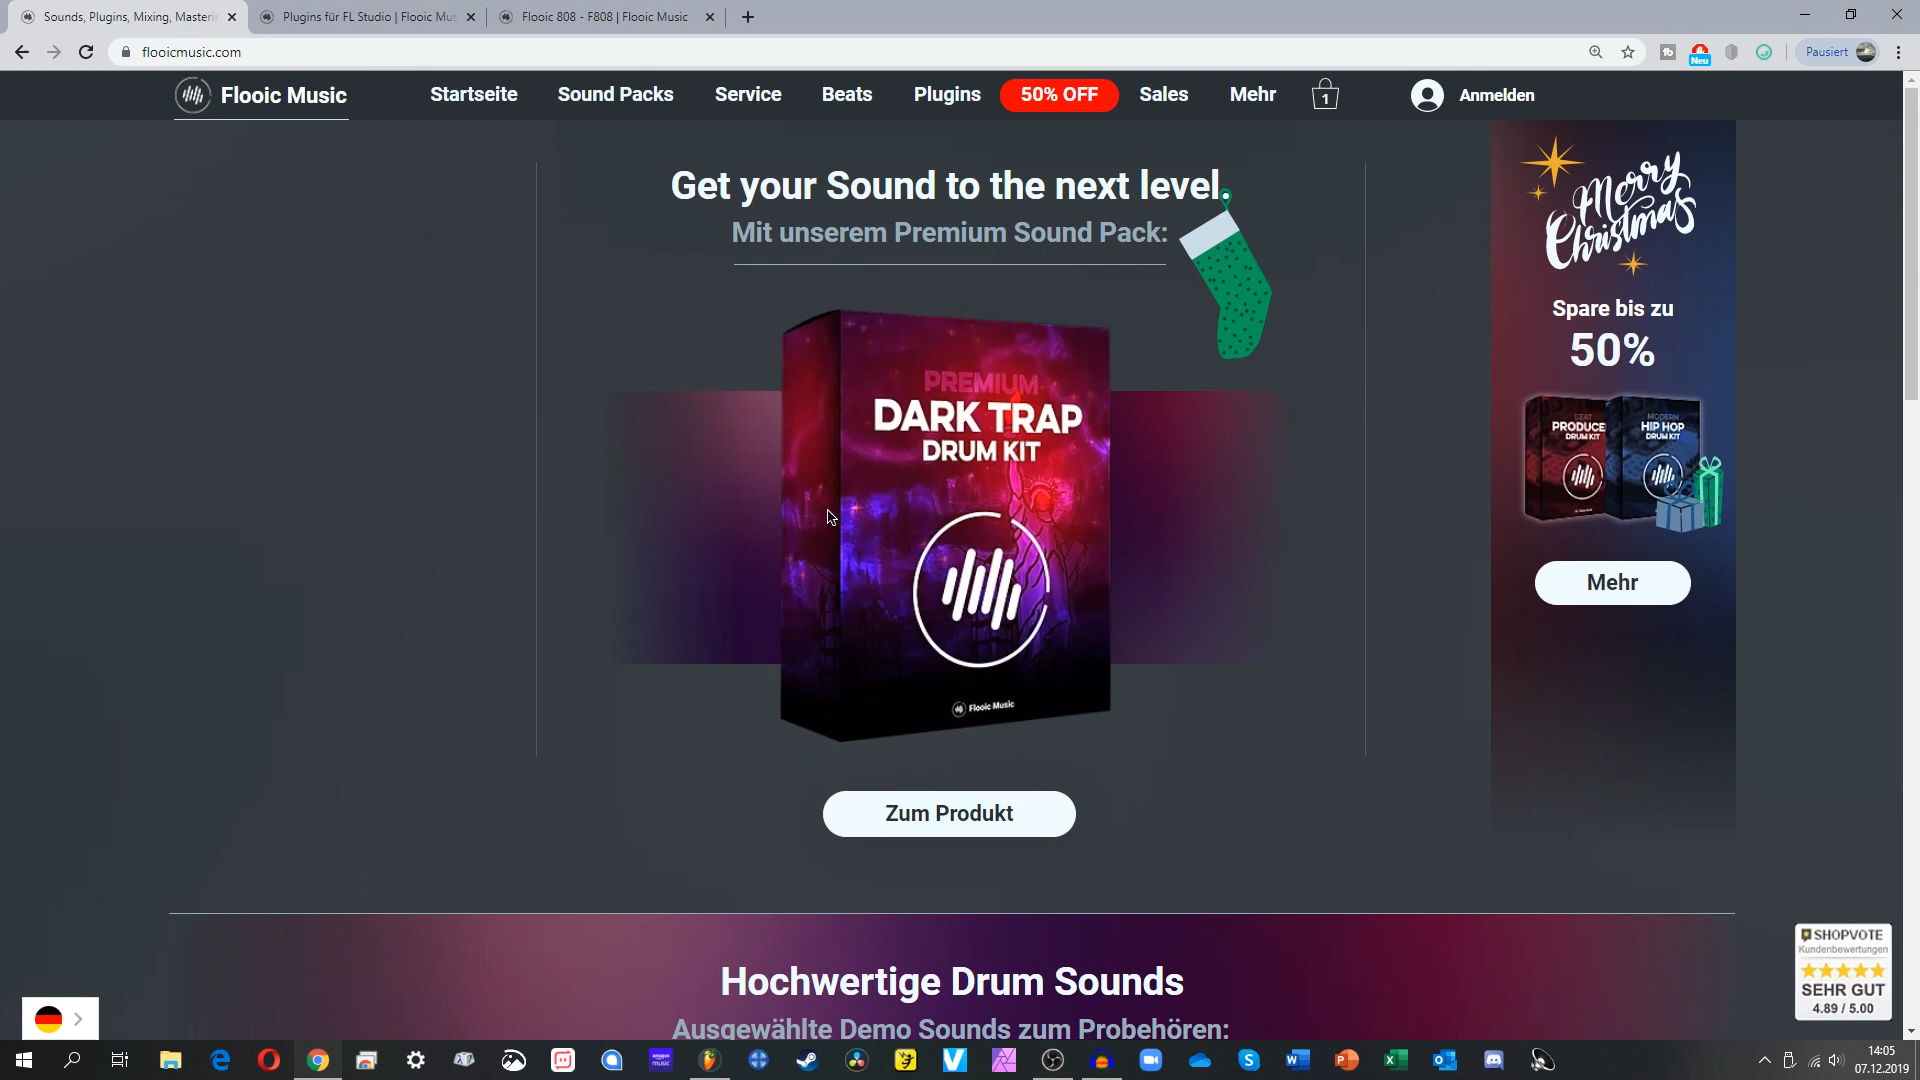 Sounds, Plugins, Mixing, Masterin
Plugins für FL Studio | Flooic Mus
Flooic 808 - F808 | Flooic Music
flooicmusic.com
Neu
Pausiert
Flooic Music
Startseite
Sound Packs
Service
Beats
Plugins
50% OFF
Sales
Mehr
1
Anmelden
Get your Sound to the next level.
Mit unserem Premium Sound Pack:
PREMIUM
DARK TRAP
DRUM KIT
Flooic Music
Zum Produkt
Merry
Christmas
Spare bis zu
50%
BEAT
PRODUCE
DRUM KIT
MODERN
HIP HOP
DRUM KIT
Mehr
Hochwertige Drum Sounds
Ausgewählte Demo Sounds zum Probehören:
SHOPVOTE
Kundenbewertungen
SEHR GUT
4.89 / 5.00
14:05
07.12.2019